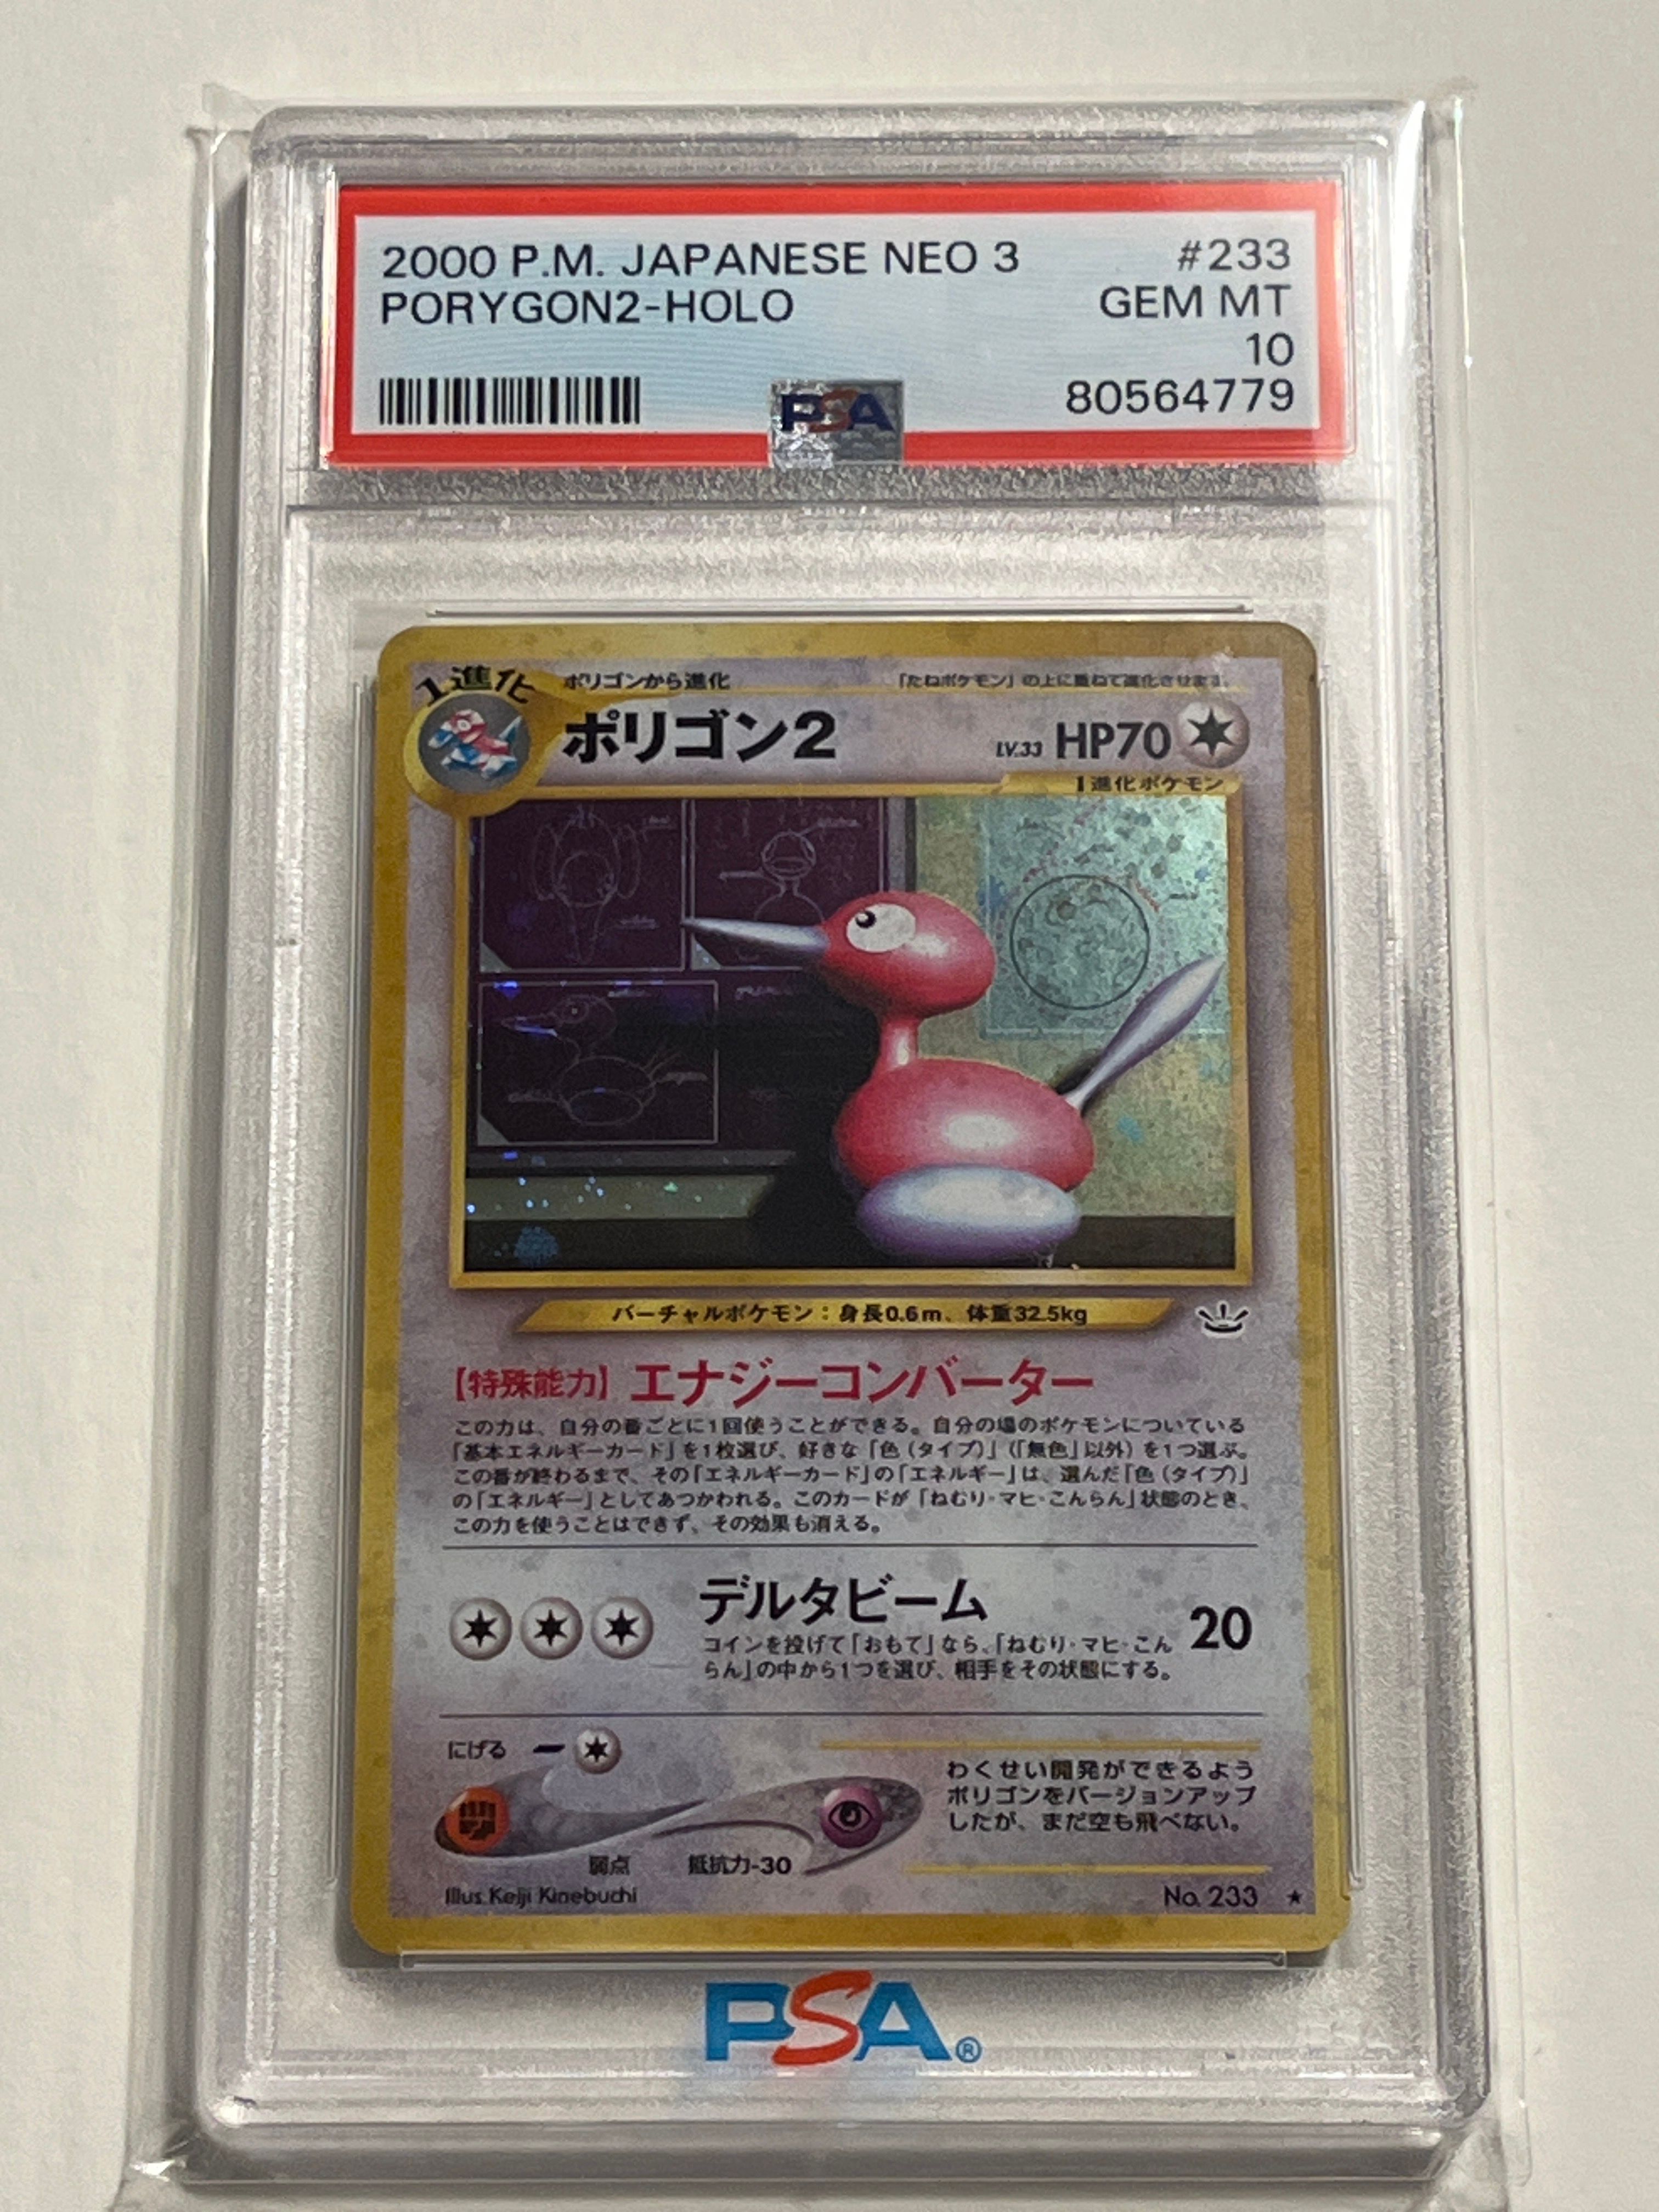 2000 P.M. JAPANESE NEO 3 #233
PORYGON2-HOLO GEM MT
10
PSA 80564779
1進化 ポリゴンから進化 「たねポケモン」の上に重ねて進化させます。
ポリゴン2 LV.33 HP70
1進化ポケモン
バーチャルポケモン：身長0.6m、体重32.5kg
【特殊能力】エナジーコンバーター
この力は、自分の番ごとに1回使うことができる。自分の場のポケモンについている
「基本エネルギーカード」を1枚選び、好きな「色（タイプ）」（「無色」以外）を1つ選ぶ。
この番が終わるまで、その「エネルギーカード」の「エネルギー」は、選んだ「色（タイプ）」
の「エネルギー」としてあつかわれる。このカードが「ねむり・マヒ・こんらん」状態のとき、
この力を使うことはできず、その効果も消える。
デルタビーム 20
コインを投げて「おもて」なら、「ねむり・マヒ・こん
らん」の中から1つを選び、相手をその状態にする。
にげる
わくせい開発ができるよう
ポリゴンをバージョンアップ
したが、まだ空も飛べない。
弱点 抵抗力-30
Illus. Keiji Kinebuchi No. 233 ★
PSA®